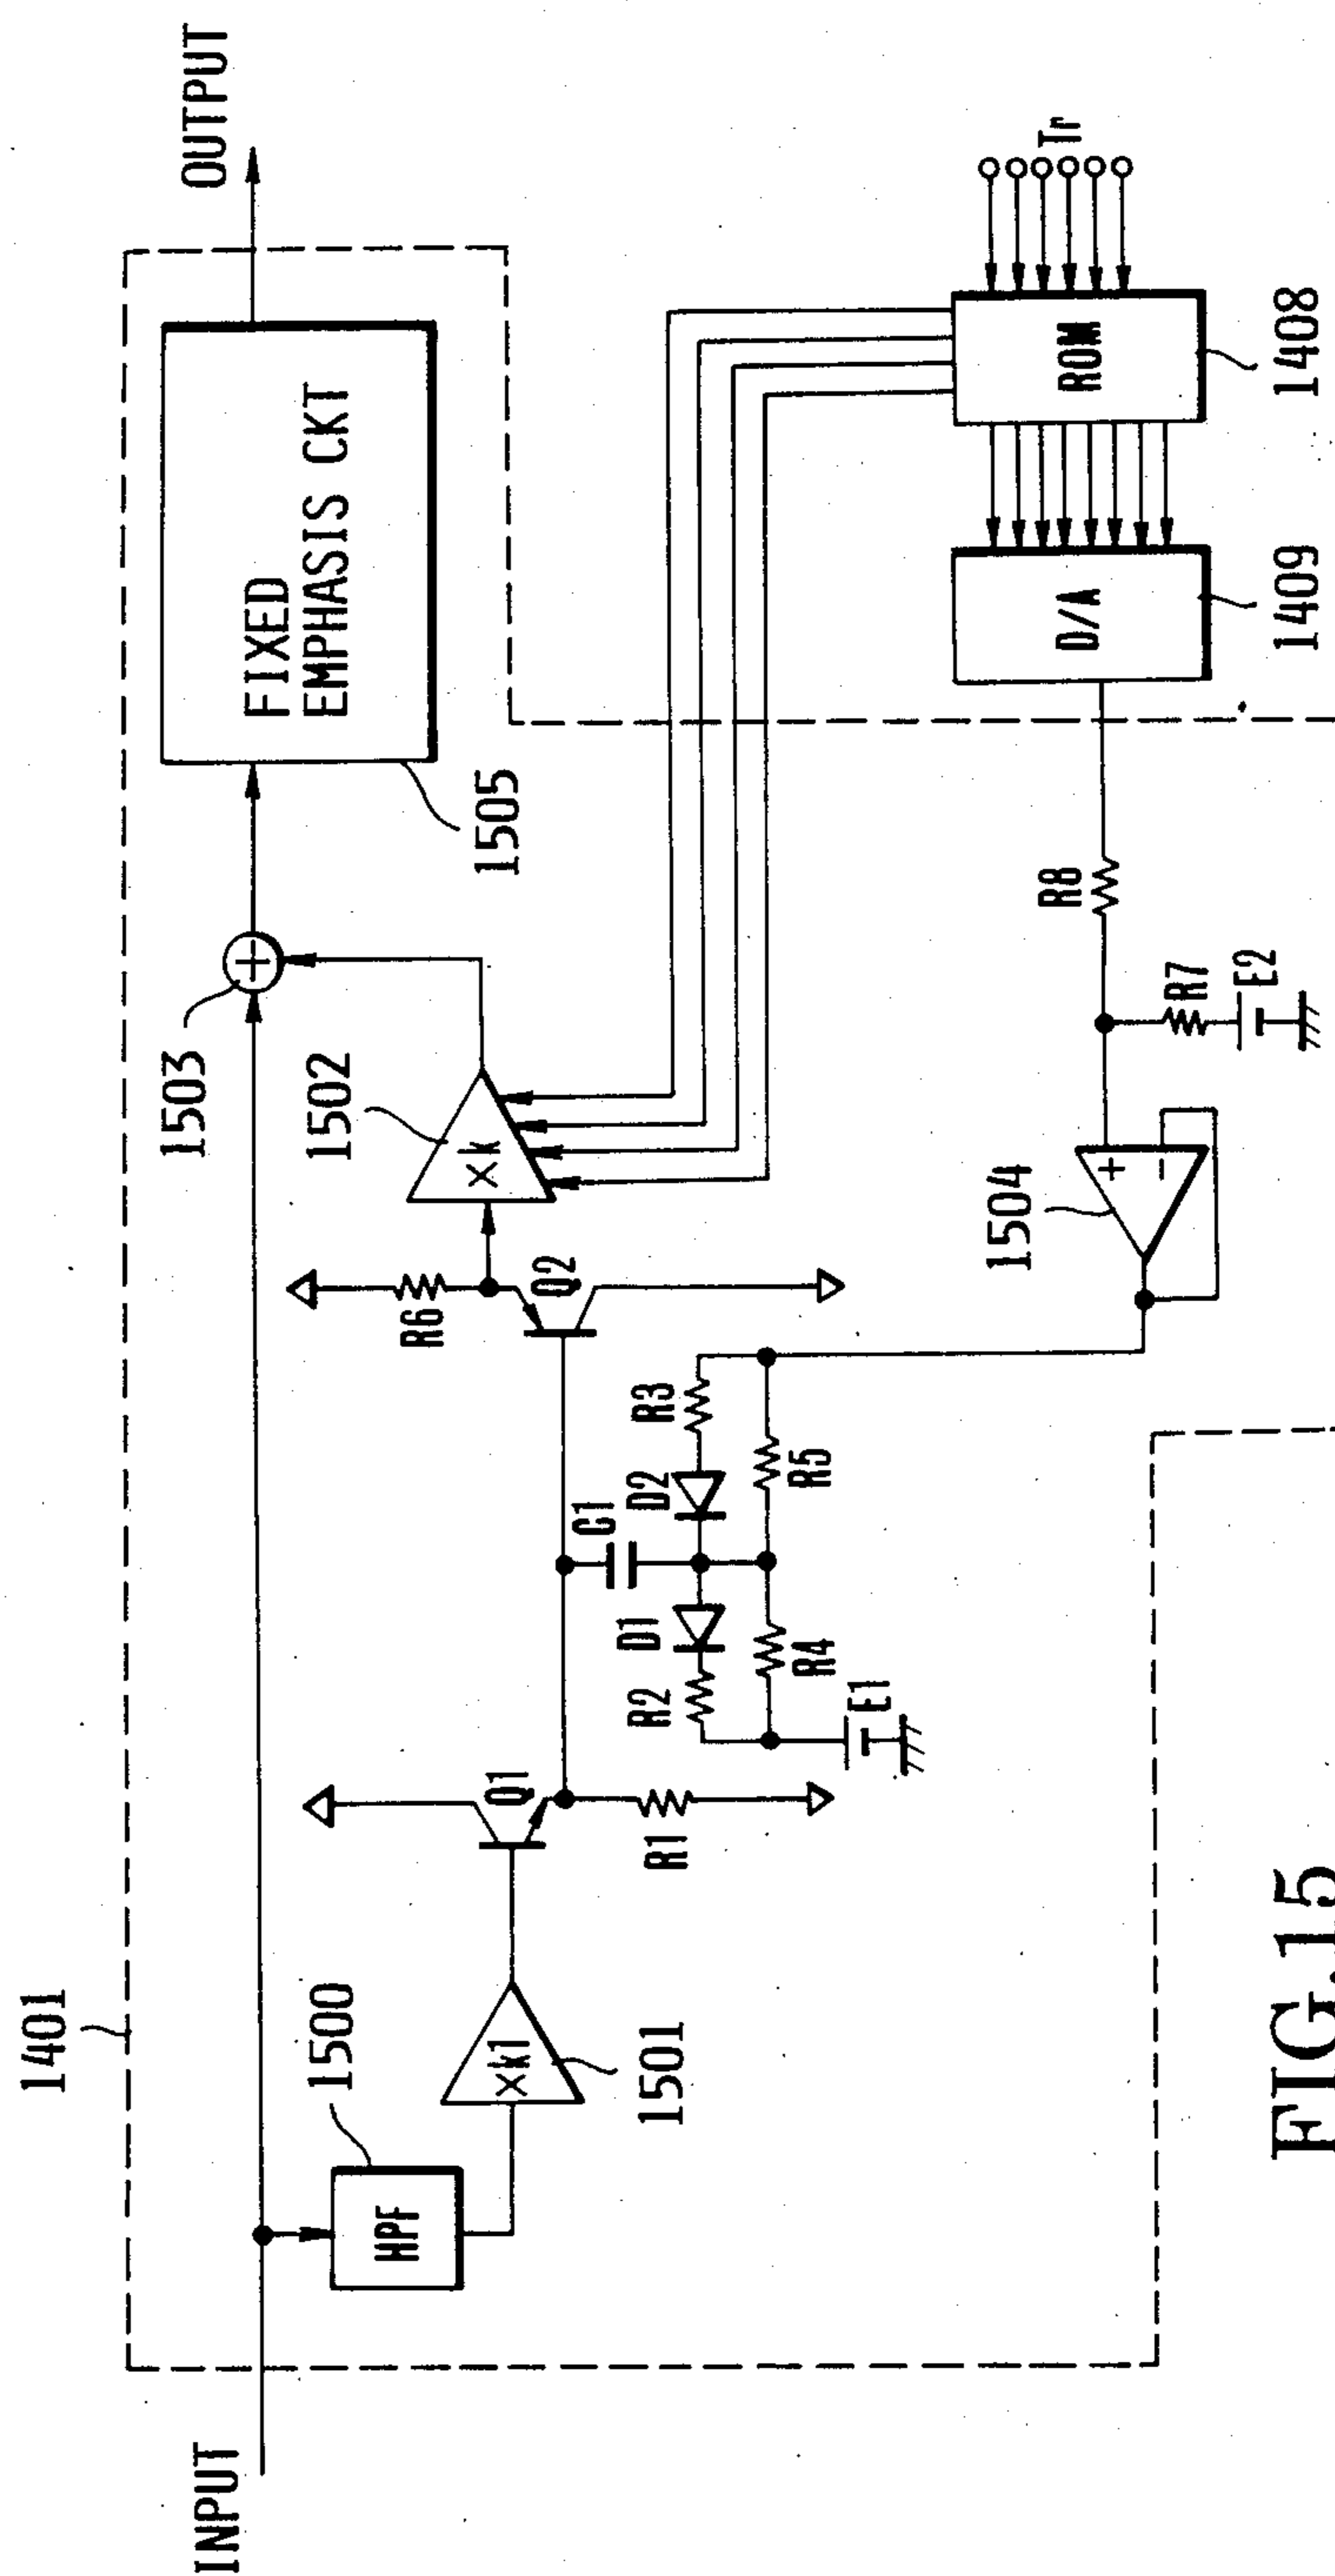 1401
INPUT
HPF
1500
×k1
1501
Q1
R1
C1
D1
D2
R2
R3
R4
R5
E1
Q2
R6
×k
1502
1503
+
FIXED
EMPHASIS CKT
1505
OUTPUT
1504
+
−
R7
E2
R8
D/A
1409
ROM
1408
Tr
FIG.15